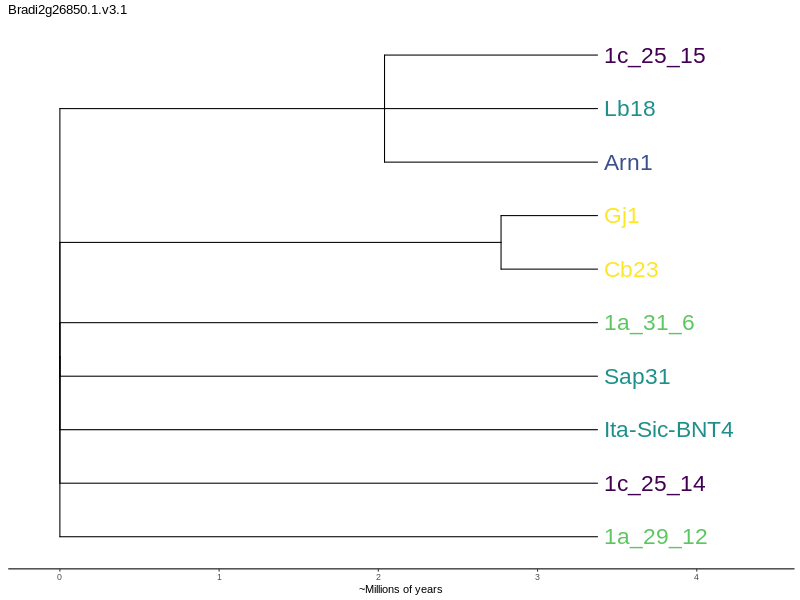 Bradi2g26850.1.v3.1
1c_25_15
Lb18
Arn1
Gj1
Cb23
1a_31_6
Sap31
Ita-Sic-BNT4
1c_25_14
1a_29_12
0 1 2 3 4
~Millions of years